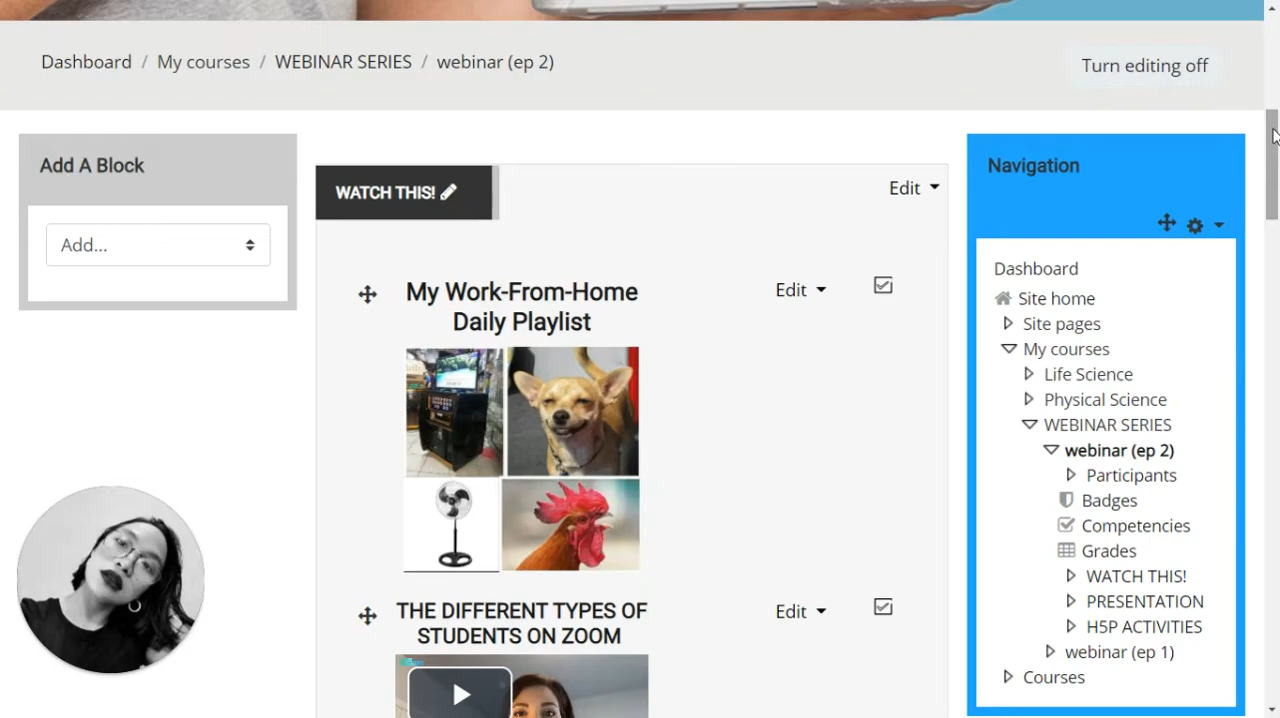 Dashboard / My courses / WEBINAR SERIES / webinar (ep 2)
Turn editing off
Add A Block
Add...
WATCH THIS!
Edit
My Work-From-Home
Daily Playlist
Edit
THE DIFFERENT TYPES OF
STUDENTS ON ZOOM
Edit
Navigation
Dashboard
Site home
Site pages
My courses
Life Science
Physical Science
WEBINAR SERIES
webinar (ep 2)
Participants
Badges
Competencies
Grades
WATCH THIS!
PRESENTATION
H5P ACTIVITIES
webinar (ep 1)
Courses